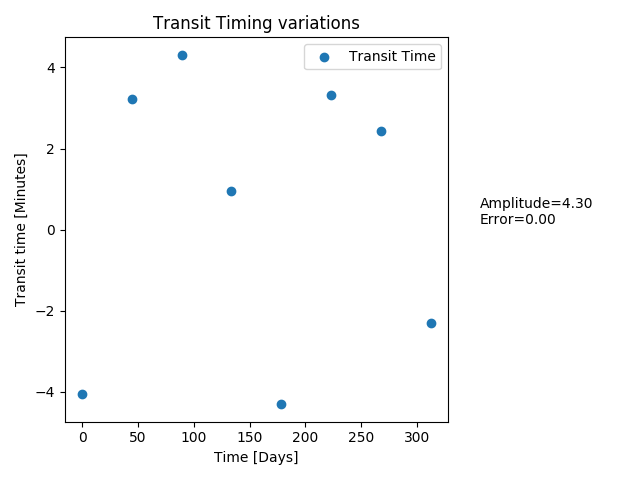 Transit Timing variations
Transit Time
Transit time [Minutes]
4
2
0
−2
−4
Amplitude=4.30
Error=0.00
0 50 100 150 200 250 300
Time [Days]